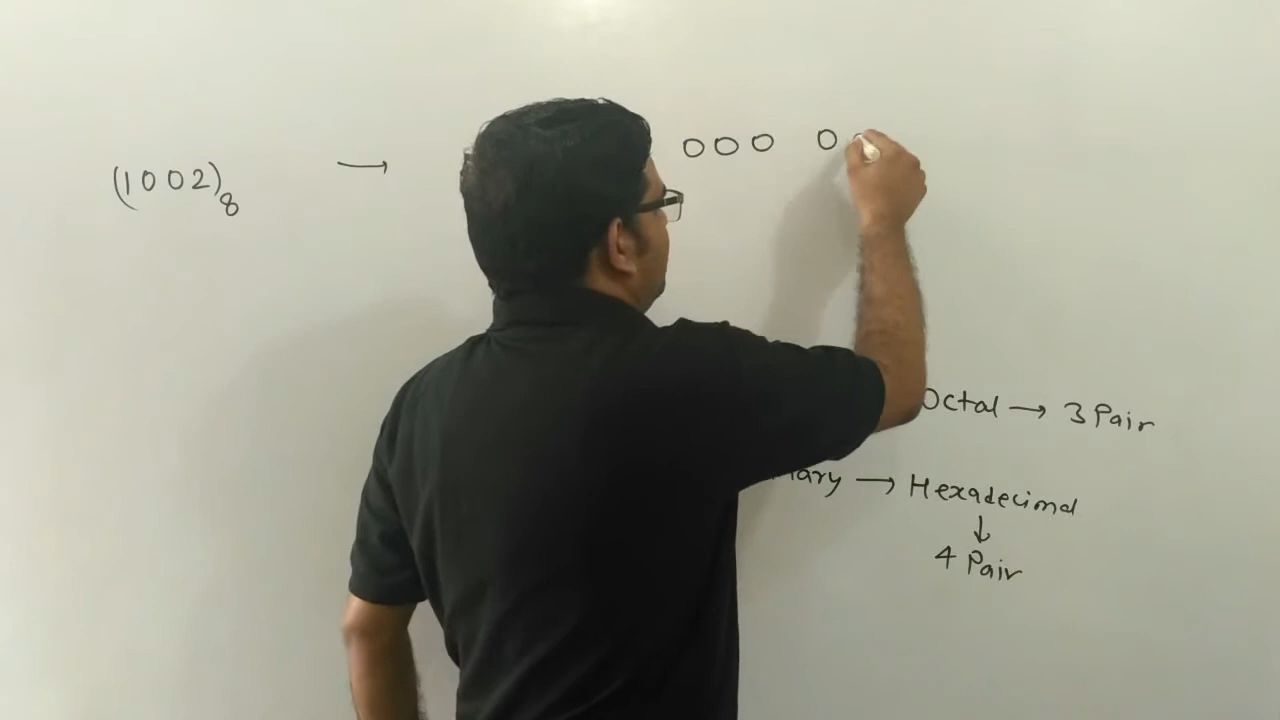 (1002)8 → 000 0
Octal → 3 Pair
→ Hexadecimal
↓
4 Pair